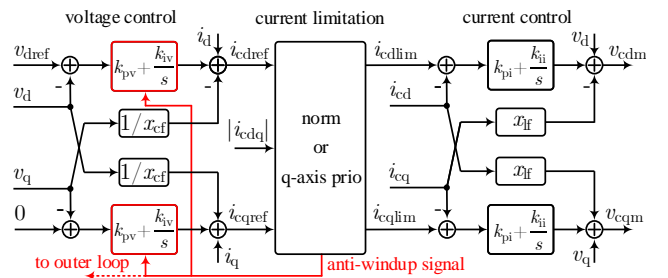 voltage control
current limitation
current control
v_dref
k_pv + k_iv/s
i_d
i_cdref
i_cdlim
k_pi + k_ii/s
v_d
v_cdm
-
-
-
-
v_d
1/x_cf
i_cd
x_lf
|i_cdq|
norm
or
q-axis prio
v_q
1/x_cf
i_cq
x_lf
-
-
0
k_pv + k_iv/s
i_cqref
i_q
i_cqlim
k_pi + k_ii/s
v_cqm
v_q
to outer loop
anti-windup signal